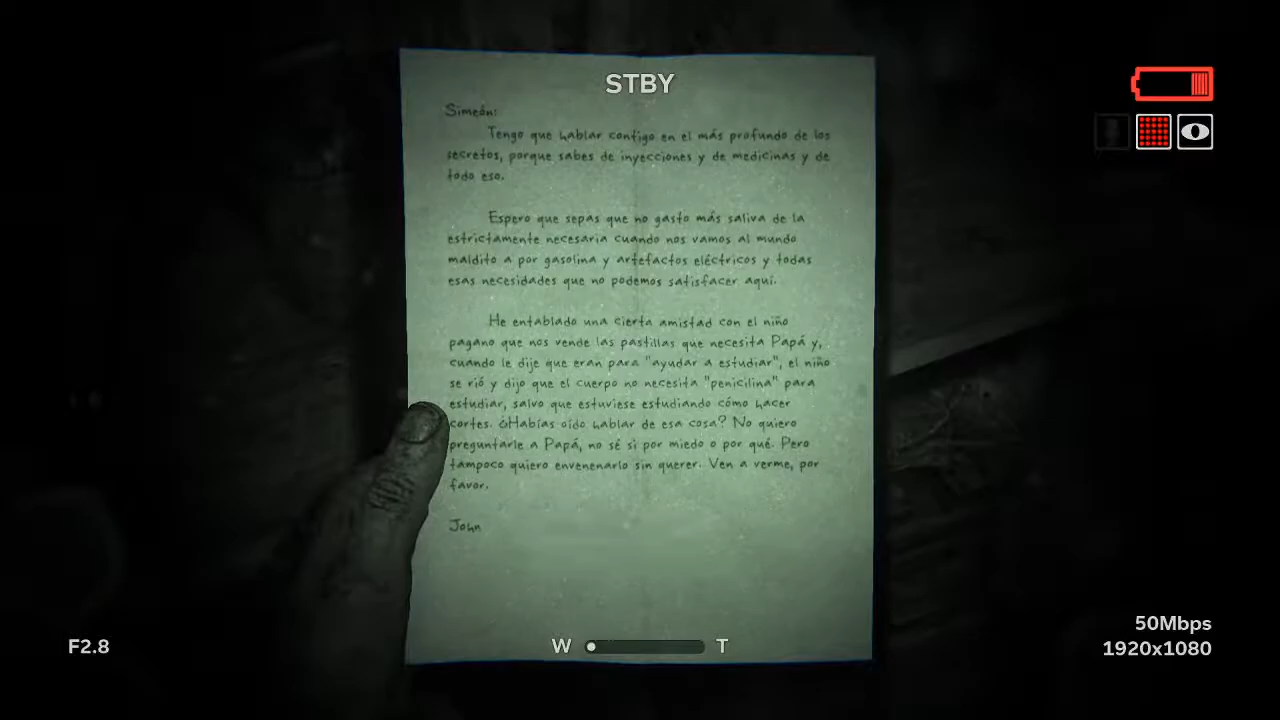 STBY
Simeón:
Tengo que hablar contigo en el más profundo de los
secretos, porque sabes de inyecciones y de medicinas y de
todo eso.
Espero que sepas que no gasto más saliva de la
estrictamente necesaria cuando nos vamos al mundo
maldito a por gasolina y artefactos eléctricos y todas
esas necesidades que no podemos satisfacer aquí.
He entablado una cierta amistad con el niño
pagano que nos vende las pastillas que necesita Papá y,
cuando le dije que eran para "ayudar a estudiar", el niño
se rió y dijo que el cuerpo no necesita "penicilina" para
estudiar, salvo que estuviese estudiando cómo hacer
cortes. ¿Habías oído hablar de esa cosa? No quiero
preguntarle a Papá, no sé si por miedo o por qué. Pero
tampoco quiero envenenarlo sin querer. Ven a verme, por
favor.
John
F2.8
W T
50Mbps
1920x1080